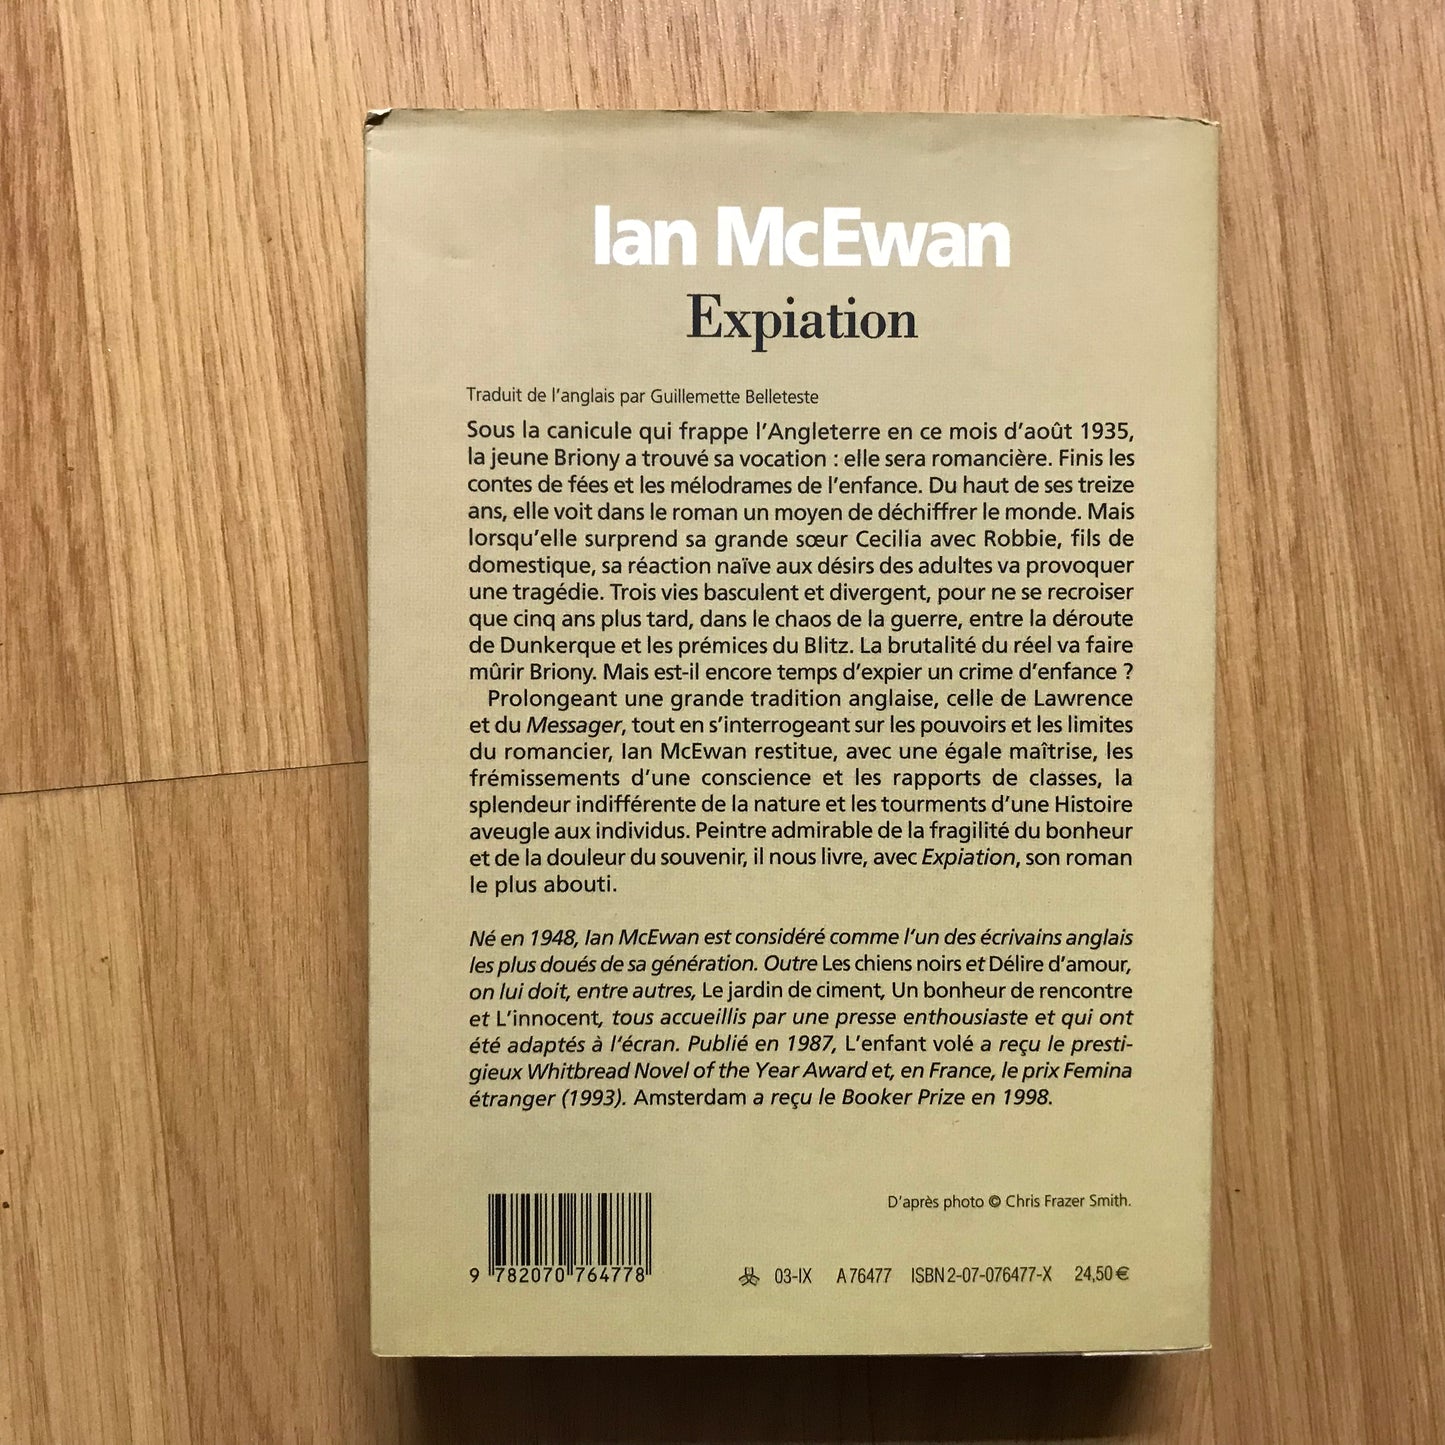 Ian McEwan
Expiation
Traduit de l'anglais par Guillemette Belleteste
Sous la canicule qui frappe l'Angleterre en ce mois d'août 1935,
la jeune Briony a trouvé sa vocation : elle sera romancière. Finis les
contes de fées et les mélodrames de l'enfance. Du haut de ses treize
ans, elle voit dans le roman un moyen de déchiffrer le monde. Mais
lorsqu'elle surprend sa grande sœur Cecilia avec Robbie, fils de
domestique, sa réaction naïve aux désirs des adultes va provoquer
une tragédie. Trois vies basculent et divergent, pour ne se recroiser
que cinq ans plus tard, dans le chaos de la guerre, entre la déroute
de Dunkerque et les prémices du Blitz. La brutalité du réel va faire
mûrir Briony. Mais est-il encore temps d'expier un crime d'enfance ?
Prolongeant une grande tradition anglaise, celle de Lawrence
et du Messager, tout en s'interrogeant sur les pouvoirs et les limites
du romancier, Ian McEwan restitue, avec une égale maîtrise, les
frémissements d'une conscience et les rapports de classes, la
splendeur indifférente de la nature et les tourments d'une Histoire
aveugle aux individus. Peintre admirable de la fragilité du bonheur
et de la douleur du souvenir, il nous livre, avec Expiation, son roman
le plus abouti.
Né en 1948, Ian McEwan est considéré comme l'un des écrivains anglais
les plus doués de sa génération. Outre Les chiens noirs et Délire d'amour,
on lui doit, entre autres, Le jardin de ciment, Un bonheur de rencontre
et L'innocent, tous accueillis par une presse enthousiaste et qui ont
été adaptés à l'écran. Publié en 1987, L'enfant volé a reçu le presti-
gieux Whitbread Novel of the Year Award et, en France, le prix Femina
étranger (1993). Amsterdam a reçu le Booker Prize en 1998.
D'après photo © Chris Frazer Smith.
9 782070 764778
03-IX A 76477 ISBN 2-07-076477-X 24,50 €